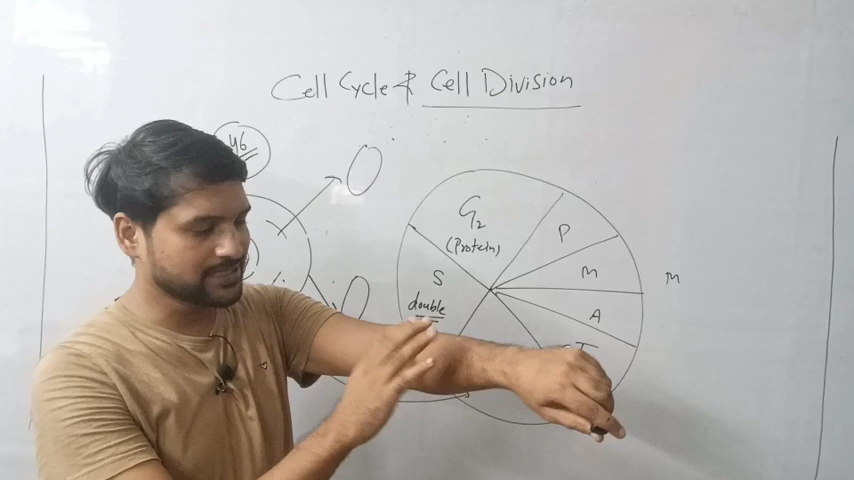 Cell Cycle & Cell Division
46
G2
(Protein)
P
S
M
M
double
A
T